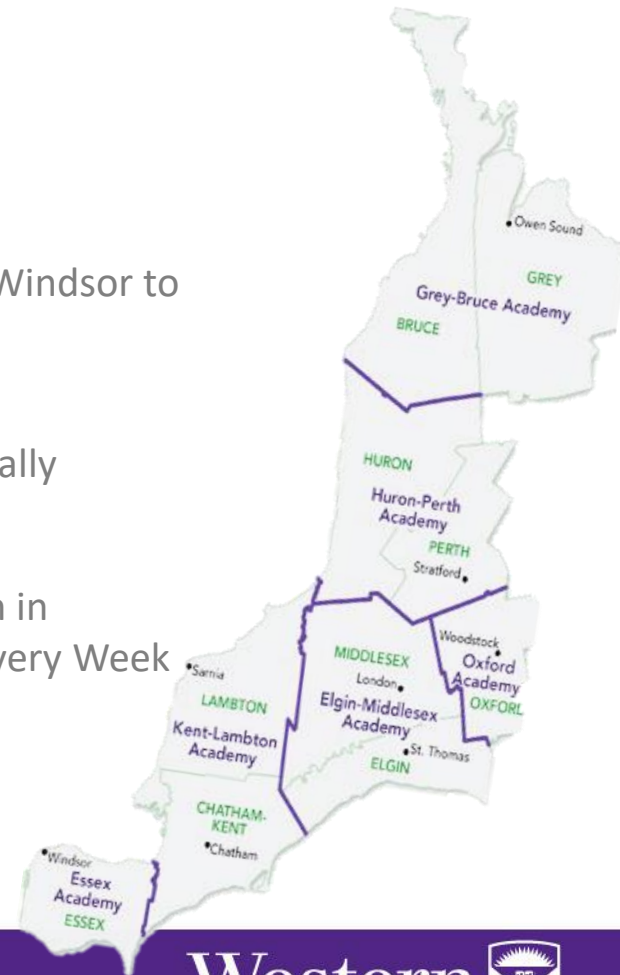 Windsor to
ally
in
very Week
Owen Sound
GREY
Grey-Bruce Academy
BRUCE
HURON
Huron-Perth
Academy
PERTH
Stratford
Woodstock
Oxford
Academy
OXFOR
MIDDLESEX
London
Elgin-Middlesex
Academy
St. Thomas
ELGIN
Sarnia
LAMBTON
Kent-Lambton
Academy
CHATHAM-
KENT
Chatham
Windsor
Essex
Academy
ESSEX
Western